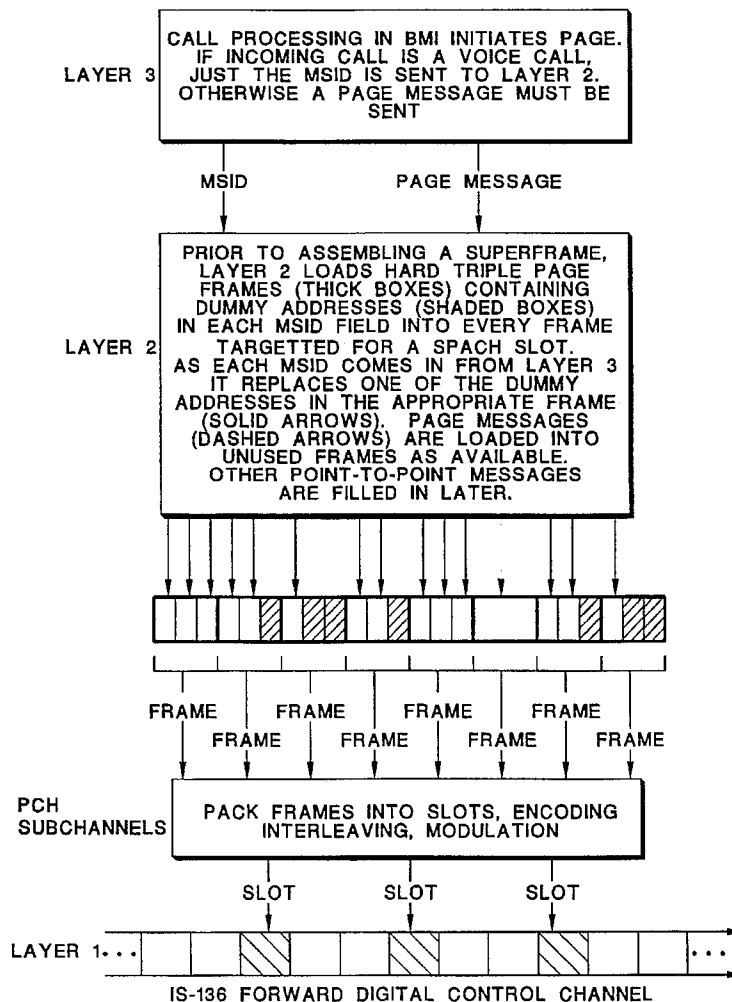 CALL PROCESSING IN BMI INITIATES PAGE.
IF INCOMING CALL IS A VOICE CALL,
LAYER 3
JUST THE MSID IS SENT TO LAYER 2.
OTHERWISE A PAGE MESSAGE MUST BE
SENT
MSID
PAGE MESSAGE
PRIOR TO ASSEMBLING A SUPERFRAME,
LAYER 2 LOADS HARD TRIPLE PAGE
FRAMES (THICK BOXES) CONTAINING
DUMMY ADDRESSES (SHADED BOXES)
IN EACH MSID FIELD INTO EVERY FRAME
LAYER 2
TARGETTED FOR A SPACH SLOT.
AS EACH MSID COMES IN FROM LAYER 3
IT REPLACES ONE OF THE DUMMY
ADDRESSES IN THE APPROPRIATE FRAME
(SOLID ARROWS). PAGE MESSAGES
(DASHED ARROWS) ARE LOADED INTO
UNUSED FRAMES AS AVAILABLE.
OTHER POINT-TO-POINT MESSAGES
ARE FILLED IN LATER.
FRAME FRAME FRAME FRAME
FRAME FRAME FRAME FRAME
PCH
SUBCHANNELS
PACK FRAMES INTO SLOTS, ENCODING
INTERLEAVING, MODULATION
SLOT SLOT SLOT
LAYER 1 ... ...
IS-136 FORWARD DIGITAL CONTROL CHANNEL